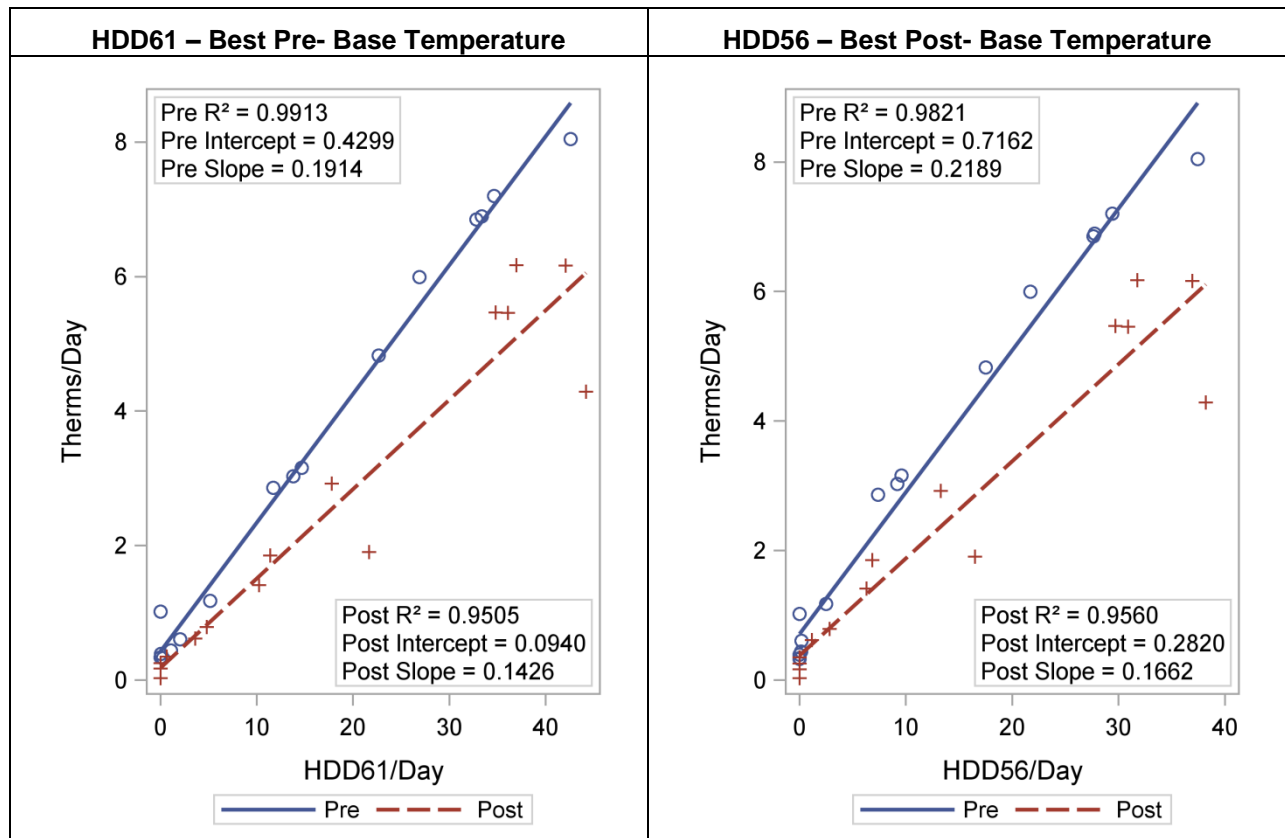 HDD61 – Best Pre- Base Temperature
Pre R² = 0.9913
Pre Intercept = 0.4299
Pre Slope = 0.1914
8
6
4
2
0
Therms/Day
Post R² = 0.9505
Post Intercept = 0.0940
Post Slope = 0.1426
0 10 20 30 40
HDD61/Day
Pre Post
HDD56 – Best Post- Base Temperature
Pre R² = 0.9821
Pre Intercept = 0.7162
Pre Slope = 0.2189
8
6
4
2
0
Therms/Day
Post R² = 0.9560
Post Intercept = 0.2820
Post Slope = 0.1662
0 10 20 30 40
HDD56/Day
Pre Post